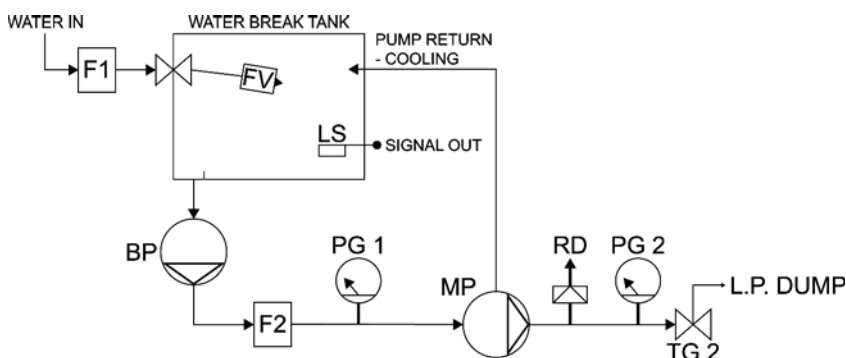 WATER IN
WATER BREAK TANK
PUMP RETURN
- COOLING
F1
FV
LS
SIGNAL OUT
BP
PG 1
RD
PG 2
MP
L.P. DUMP
F2
TG 2